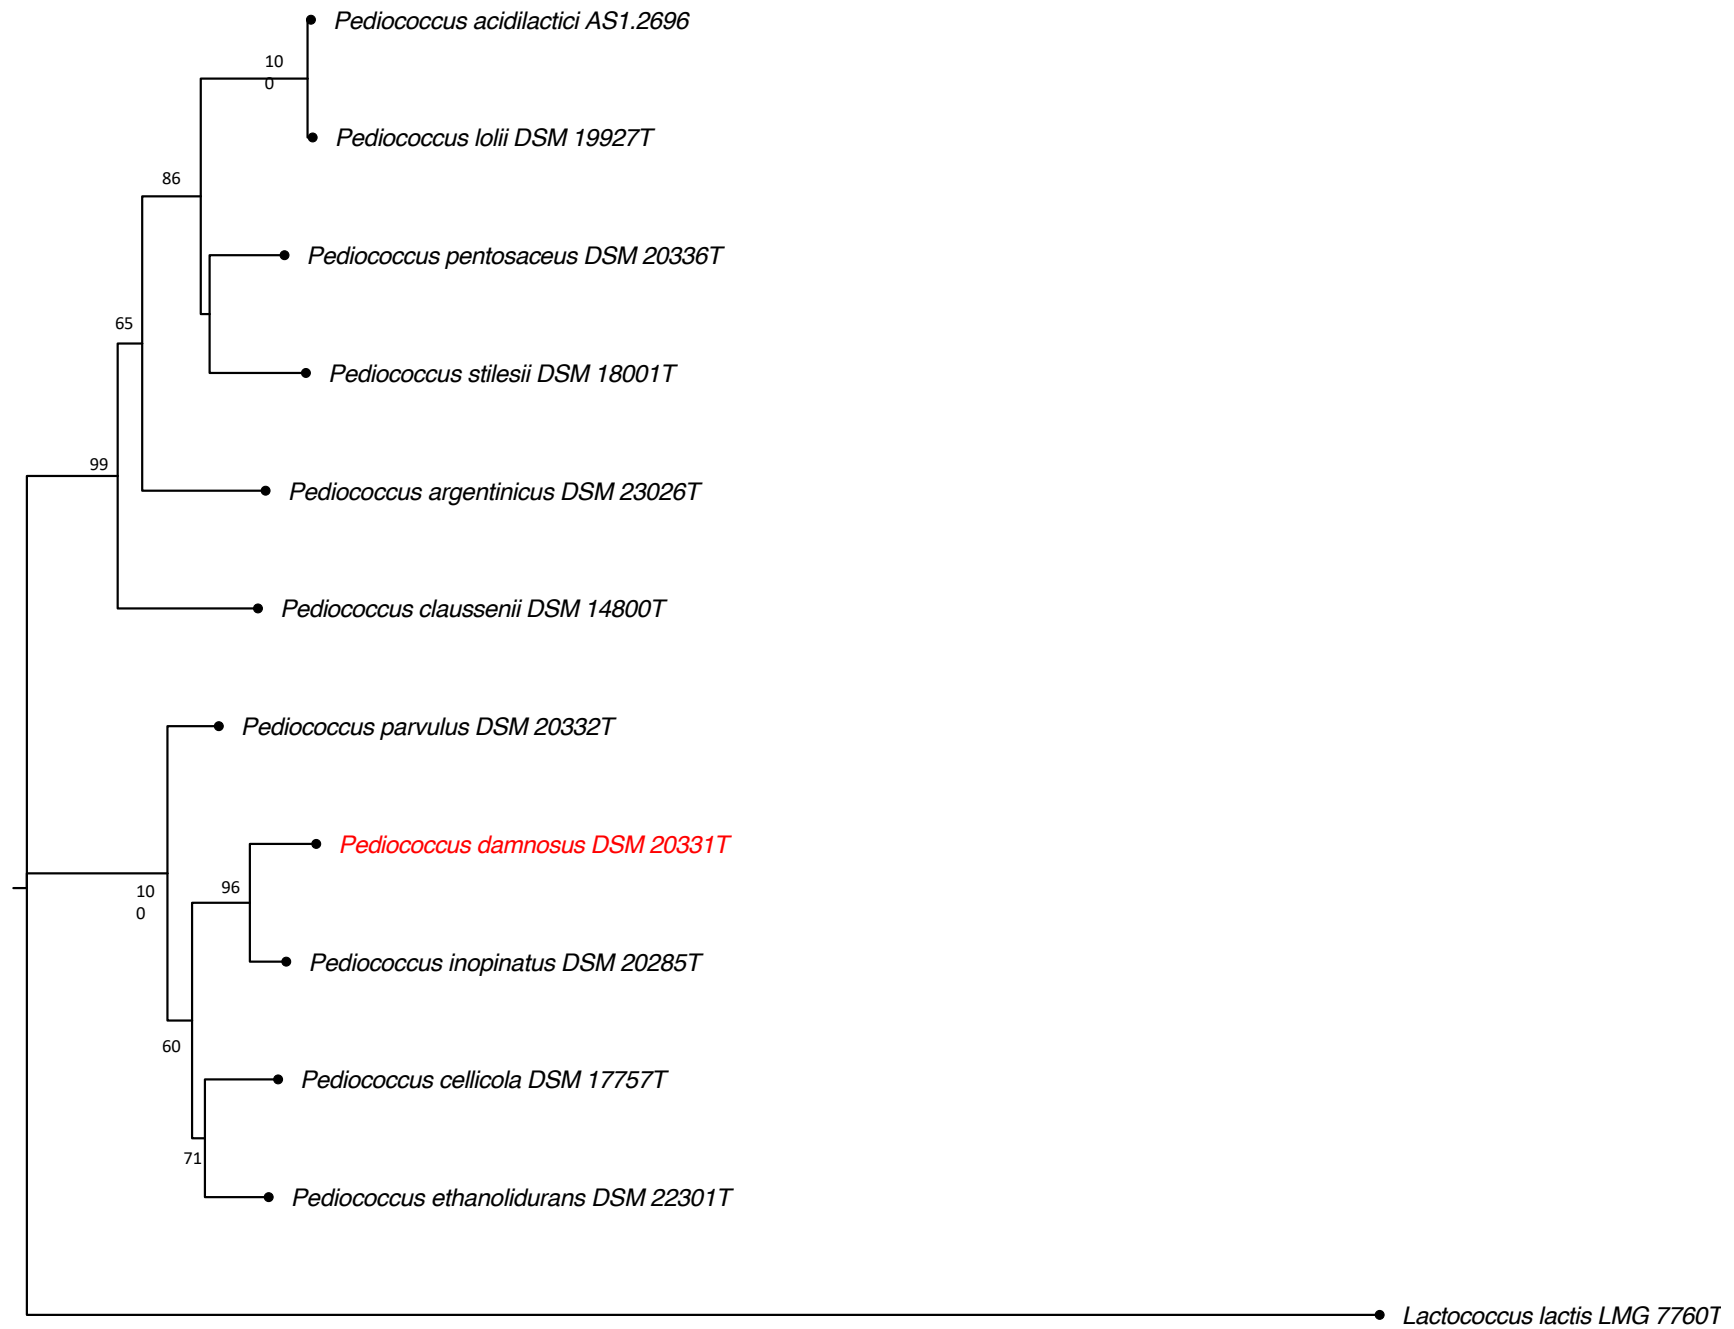 Pediococcus acidilactici AS1.2696
10
0
Pediococcus lolii DSM 19927T
86
Pediococcus pentosaceus DSM 20336T
65
Pediococcus stilesii DSM 18001T
99
Pediococcus argentinicus DSM 23026T
Pediococcus claussenii DSM 14800T
Pediococcus parvulus DSM 20332T
Pediococcus damnosus DSM 20331T
10
0
96
Pediococcus inopinatus DSM 20285T
60
Pediococcus cellicola DSM 17757T
71
Pediococcus ethanolidurans DSM 22301T
Lactococcus lactis LMG 7760T